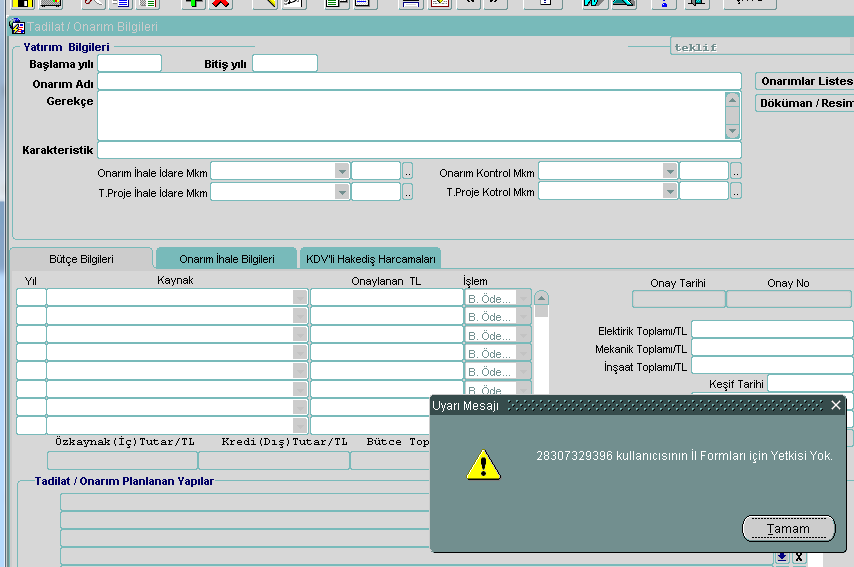 Tadilat / Onarım Bilgileri
Yatırım Bilgileri
teklif
Başlama yılı
Bitiş yılı
Onarım Adı
Onarımlar Listes
Gerekçe
Döküman / Resim
Karakteristik
Onarım İhale İdare Mkm
..
Onarım Kontrol Mkm
..
T.Proje İhale İdare Mkm
..
T.Proje Kotrol Mkm
..
Bütçe Bilgileri
Onarım İhale Bilgileri
KDV'li Hakediş Harcamaları
Yıl
Kaynak
Onaylanan TL
İşlem
Onay Tarihi
Onay No
B. Öde...
B. Öde...
B. Öde...
B. Öde...
B. Öde...
B. Öde
Elektirik Toplamı/TL
Mekanik Toplamı/TL
İnşaat Toplamı/TL
Keşif Tarihi
Özkaynak(İç)Tutar/TL
Kredi(Dış)Tutar/TL
Bütce Top
Tadilat / Onarım Planlanan Yapılar
Uyarı Mesajı
28307329396 kullanıcısının İl Formları için Yetkisi Yok.
Tamam
X